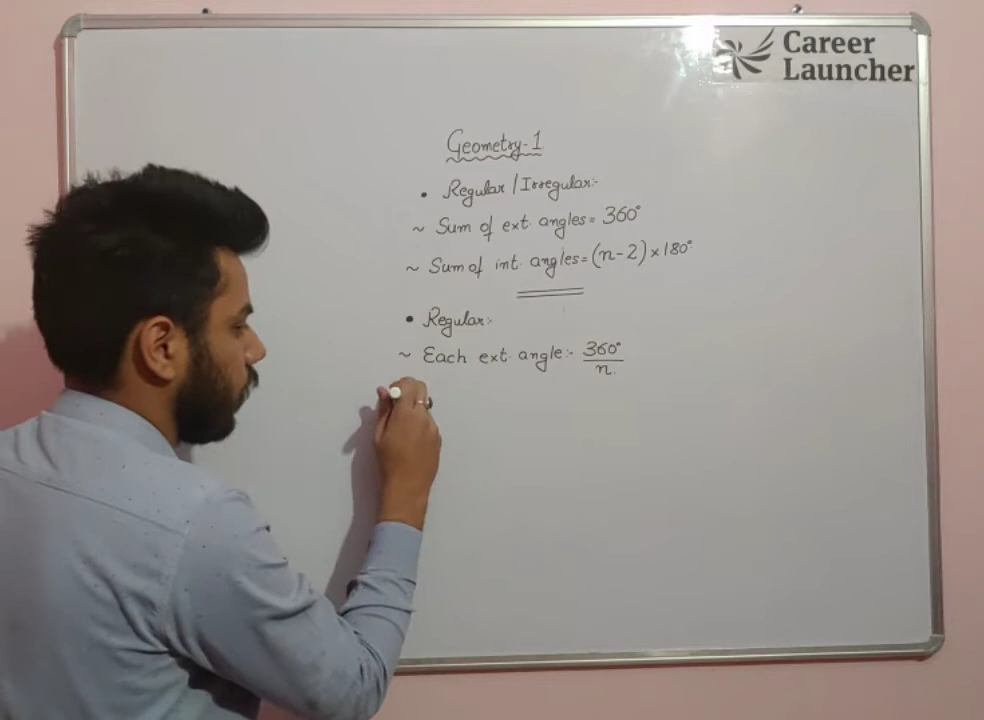 Career
Launcher
Geometry-1
• Regular / Irregular:-
~ Sum of ext. angles = 360°
~ Sum of int. angles = (n-2) × 180°
• Regular:-
~ Each ext. angle:- 360°/n.